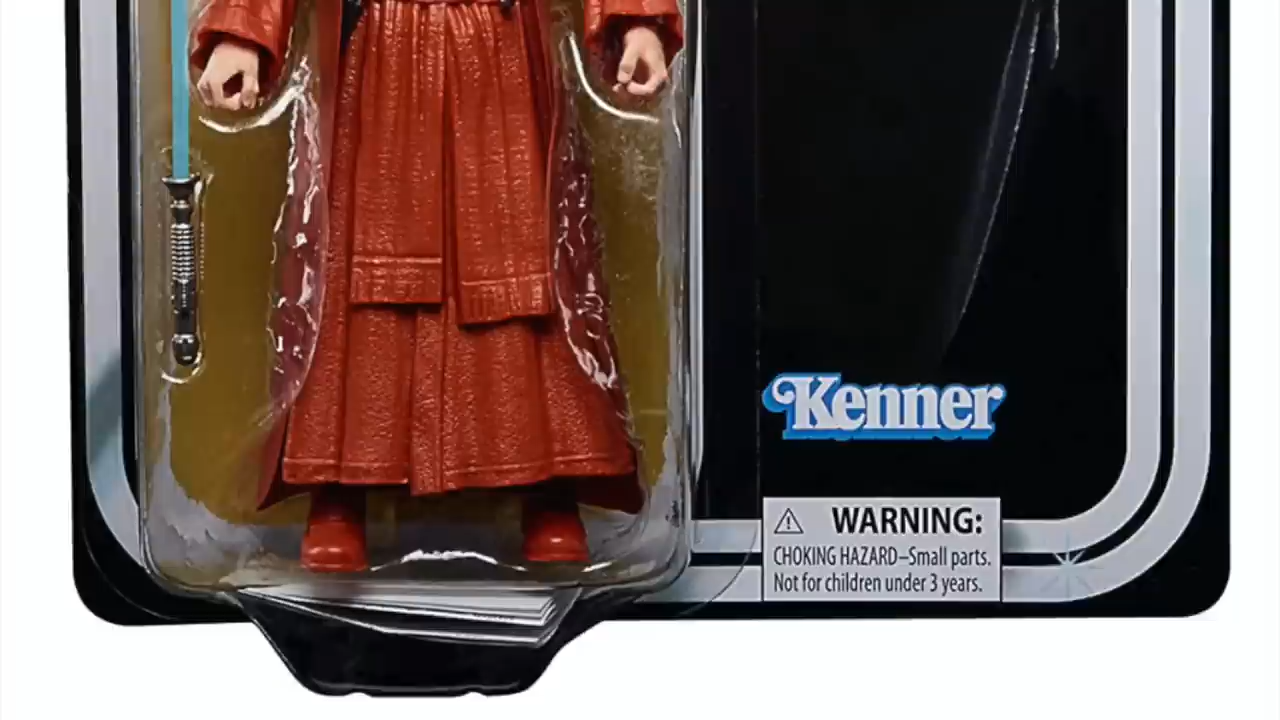 Kenner
WARNING:
CHOKING HAZARD–Small parts.
Not for children under 3 years.